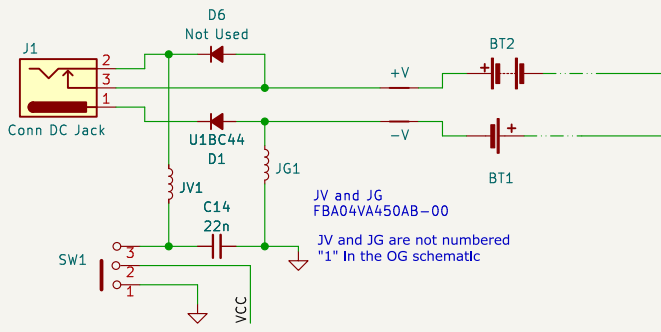 D6
Not Used
J1
2
3
1
Conn DC Jack
+V
BT2
+
U1BC44
D1
-V
+
BT1
JV1
JG1
C14
22n
JV and JG
FBA04VA450AB-00
JV and JG are not numbered
"1" In the OG schematic
SW1
3
2
1
VCC